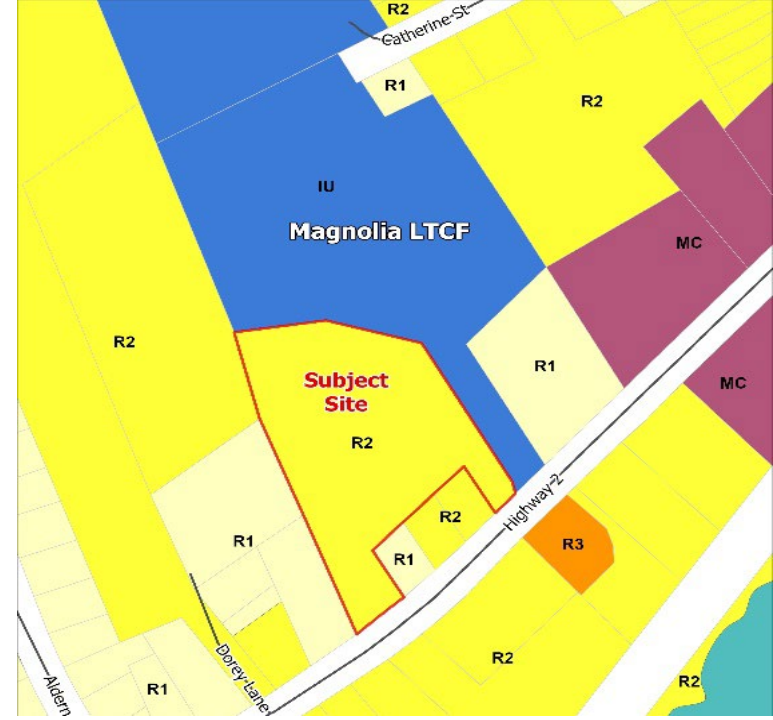 R2
Catherine-St
R1
R2
IU
Magnolia LTCF
MC
R2
R1
MC
Subject
Site
R2
R2
R1
Highway-2
R1
R3
R2
Dorey-Lane
R1
R2
Aldern